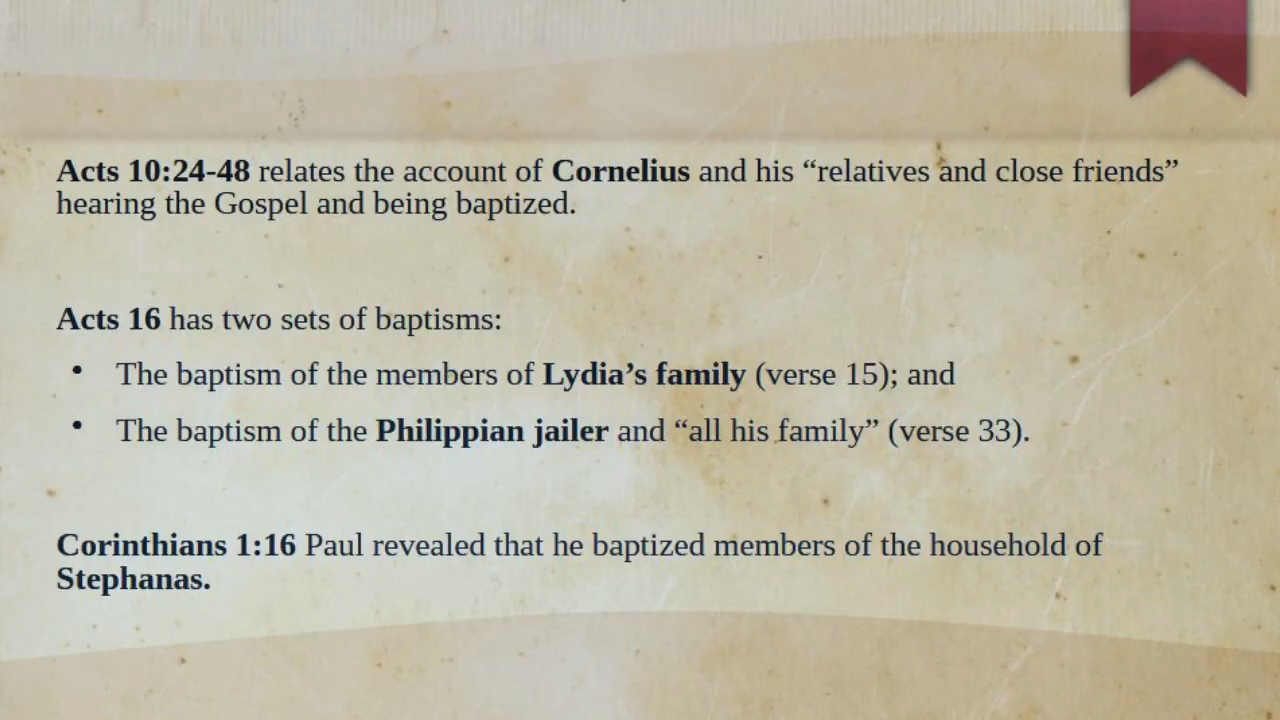 Acts 10:24-48 relates the account of Cornelius and his “relatives and close friends”
hearing the Gospel and being baptized.
Acts 16 has two sets of baptisms:
• The baptism of the members of Lydia’s family (verse 15); and
• The baptism of the Philippian jailer and “all his family” (verse 33).
Corinthians 1:16 Paul revealed that he baptized members of the household of
Stephanas.